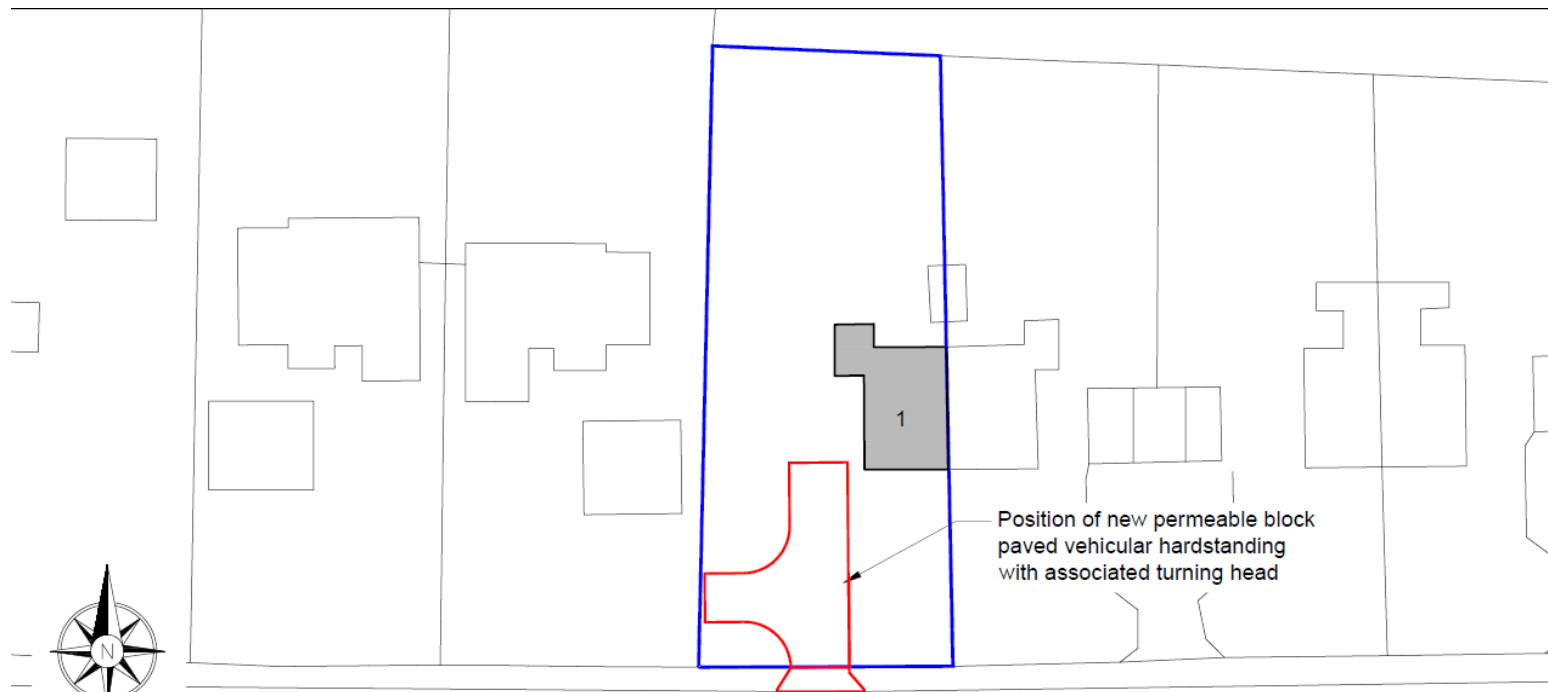 1
Position of new permeable block
paved vehicular hardstanding
with associated turning head
N